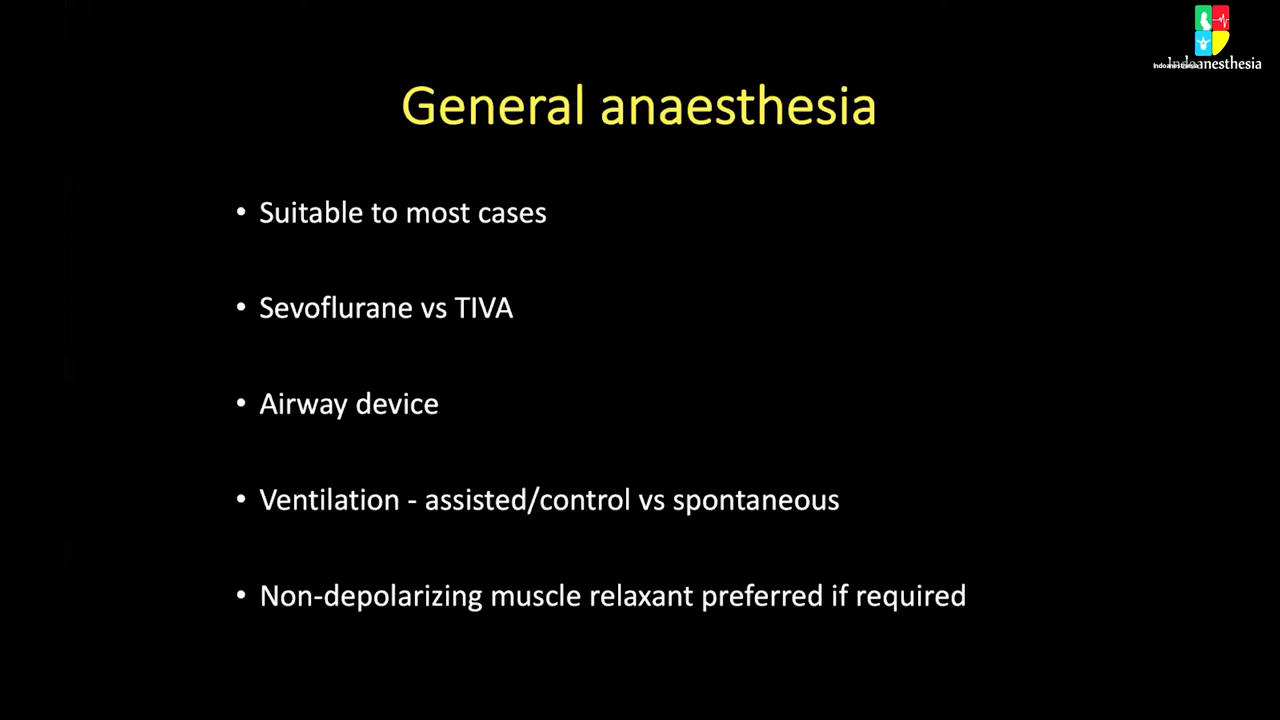 Indoanesthesia
General anaesthesia
• Suitable to most cases
• Sevoflurane vs TIVA
• Airway device
• Ventilation - assisted/control vs spontaneous
• Non-depolarizing muscle relaxant preferred if required